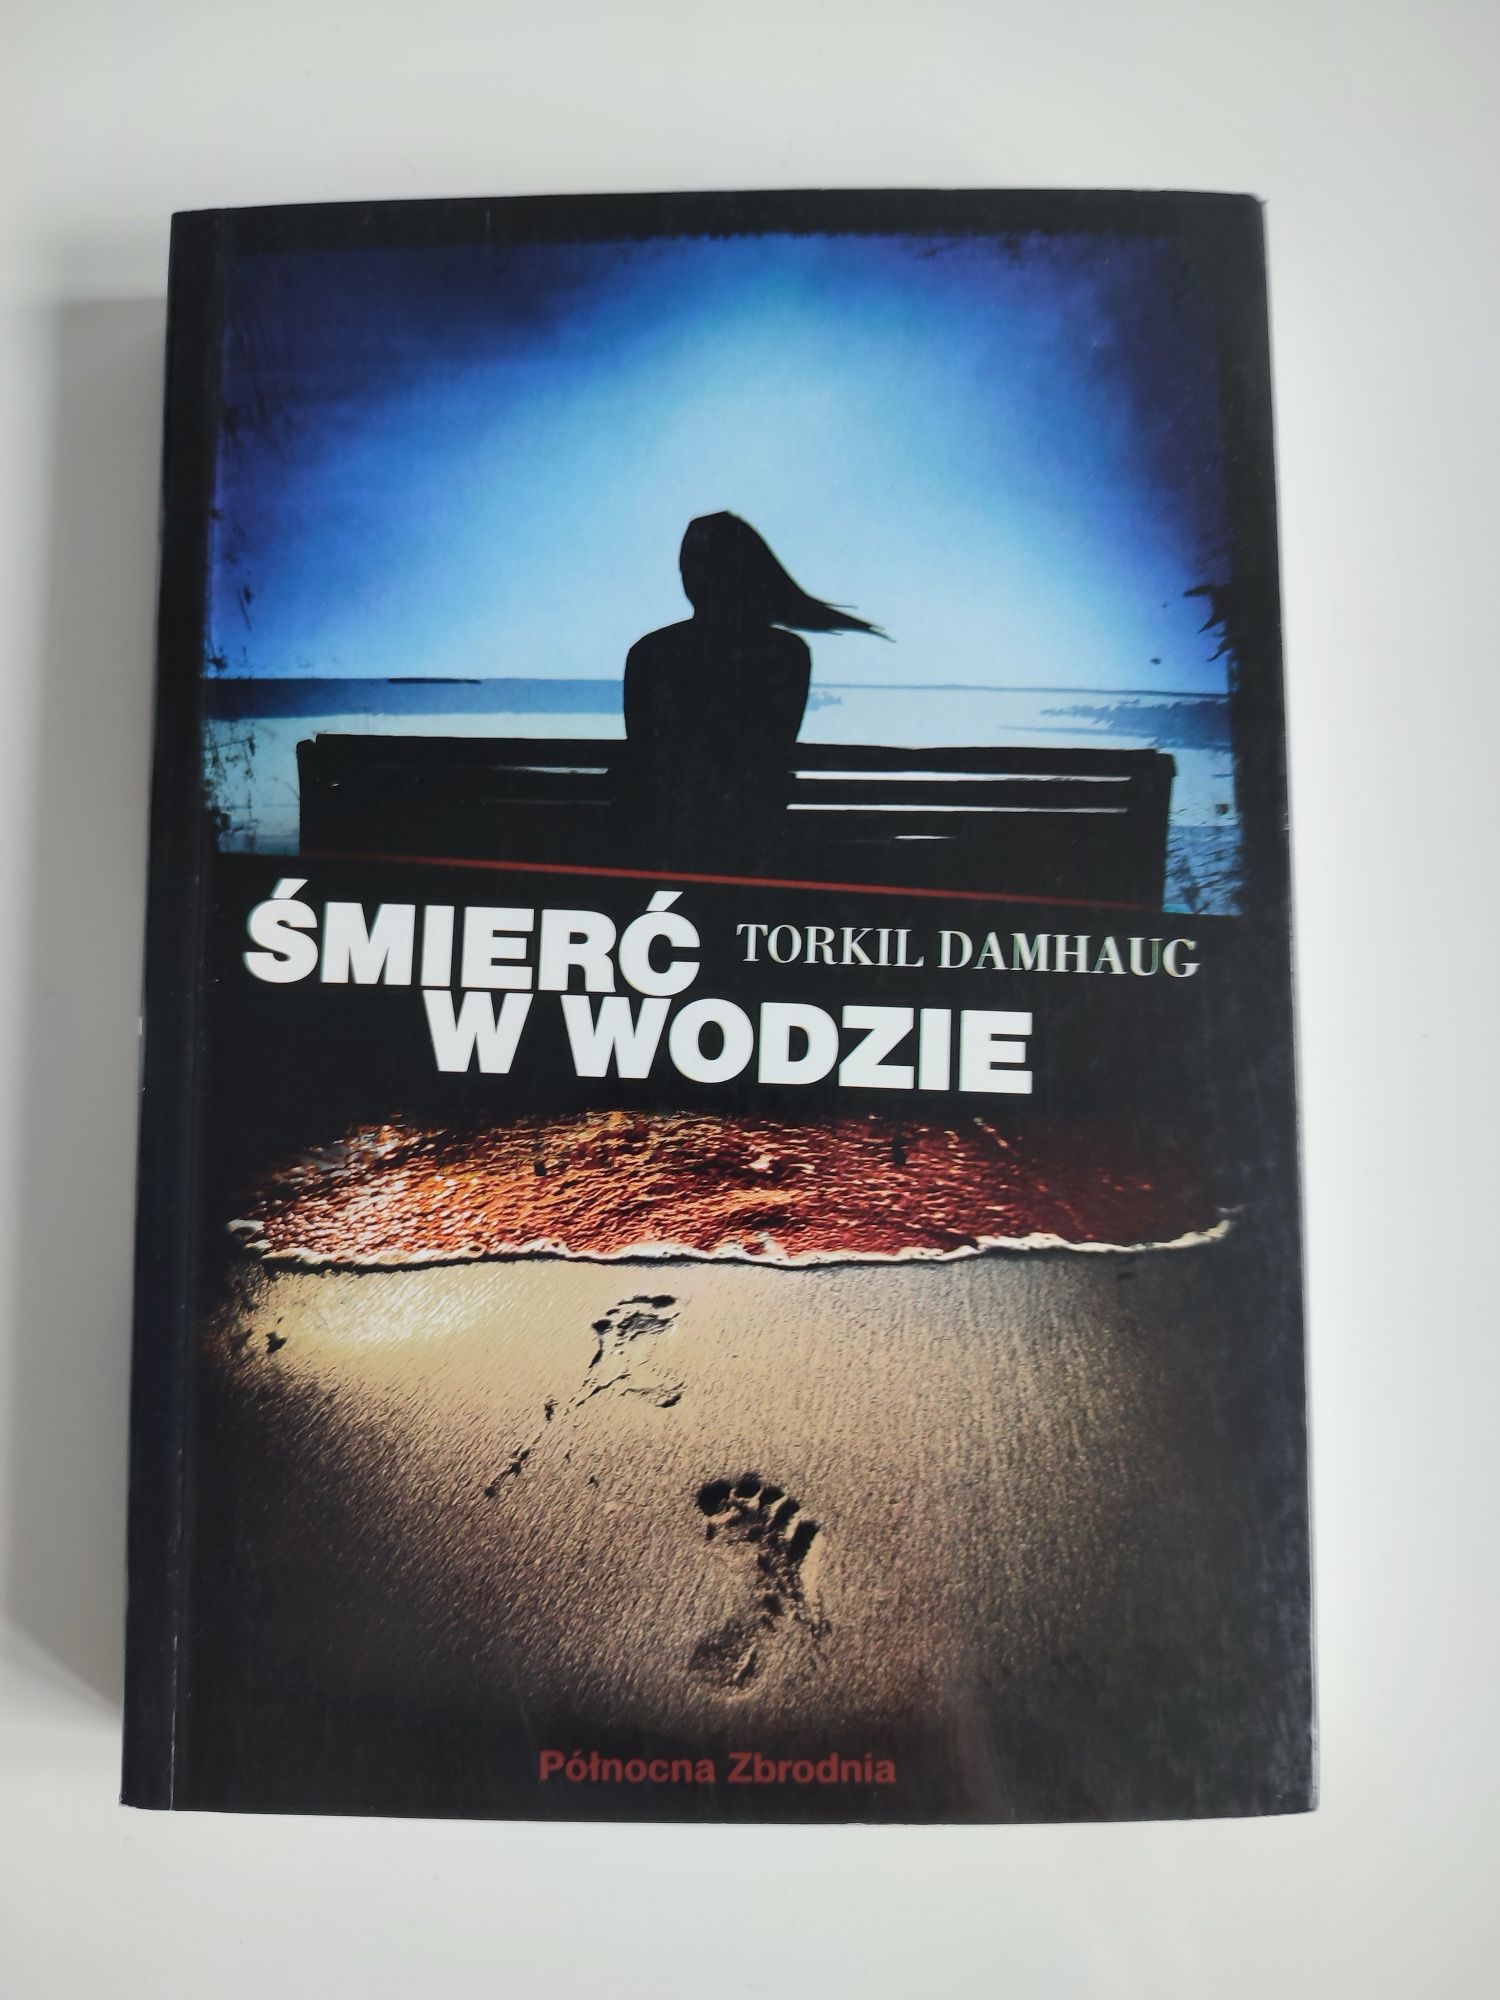 ŚMIERĆ
TORKIL DAMHAUG
W WODZIE
Północna Zbrodnia